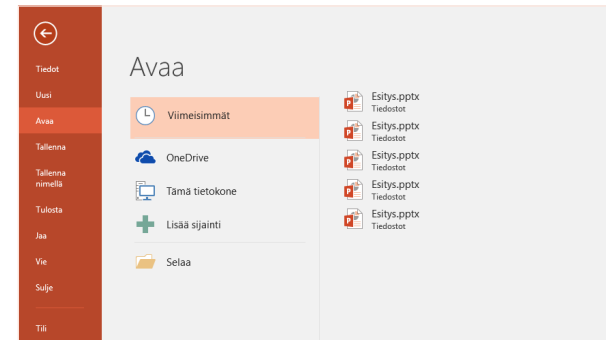 Tiedot
Uusi
Avaa
Tallenna
Tallenna
nimellä
Tulosta
Jaa
Vie
Sulje
Tili
Avaa
Viimeisimmät
OneDrive
Tämä tietokone
Lisää sijainti
Selaa
Esitys.pptx
Tiedostot
Esitys.pptx
Tiedostot
Esitys.pptx
Tiedostot
Esitys.pptx
Tiedostot
Esitys.pptx
Tiedostot